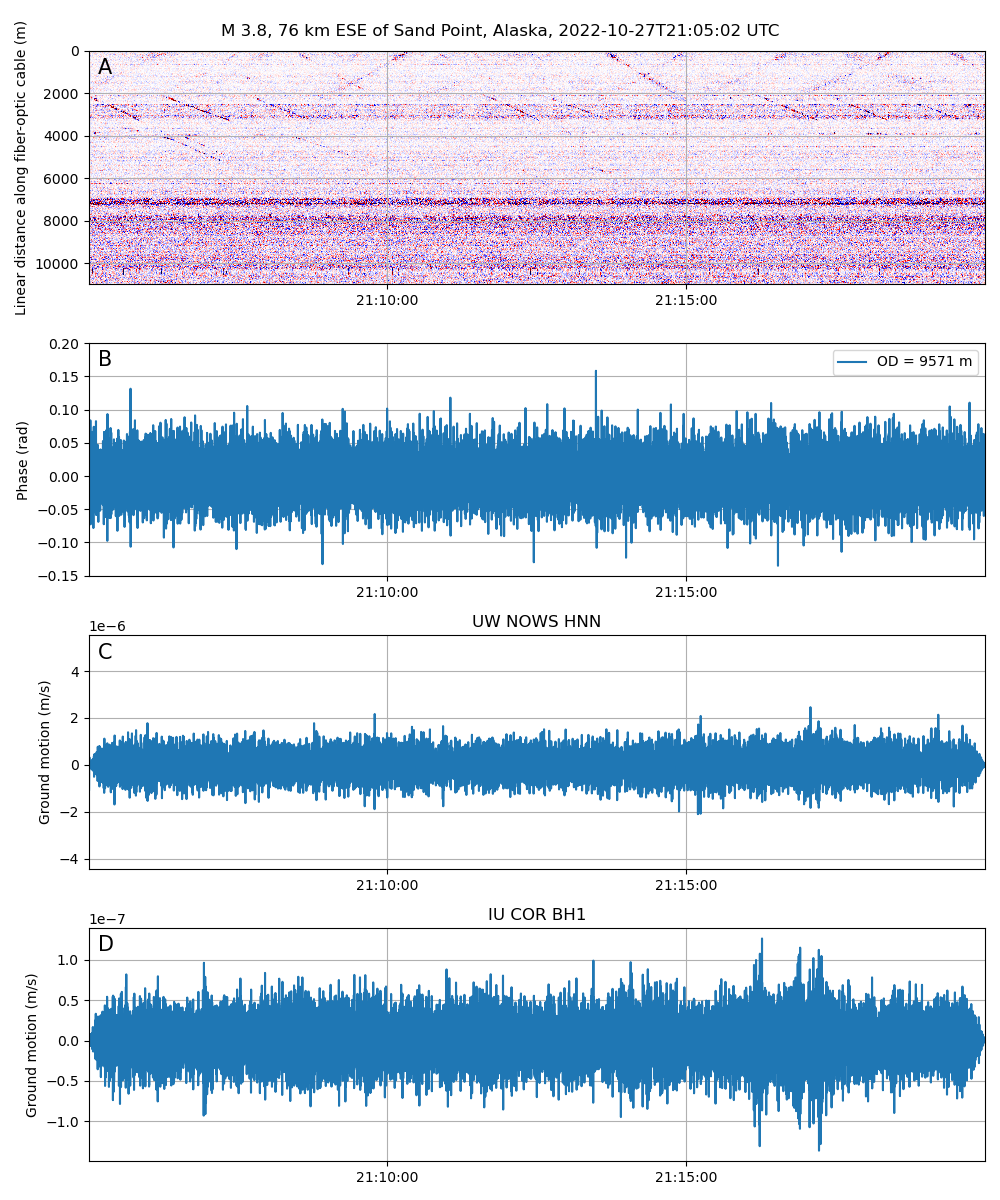 M 3.8, 76 km ESE of Sand Point, Alaska, 2022-10-27T21:05:02 UTC
Linear distance along fiber-optic cable (m)
A
0
2000
4000
6000
8000
10000
21:10:00
21:15:00
Phase (rad)
B
OD = 9571 m
0.20
0.15
0.10
0.05
0.00
−0.05
−0.10
−0.15
21:10:00
21:15:00
UW NOWS HNN
1e−6
Ground motion (m/s)
C
4
2
0
−2
−4
21:10:00
21:15:00
IU COR BH1
1e−7
Ground motion (m/s)
D
1.0
0.5
0.0
−0.5
−1.0
21:10:00
21:15:00